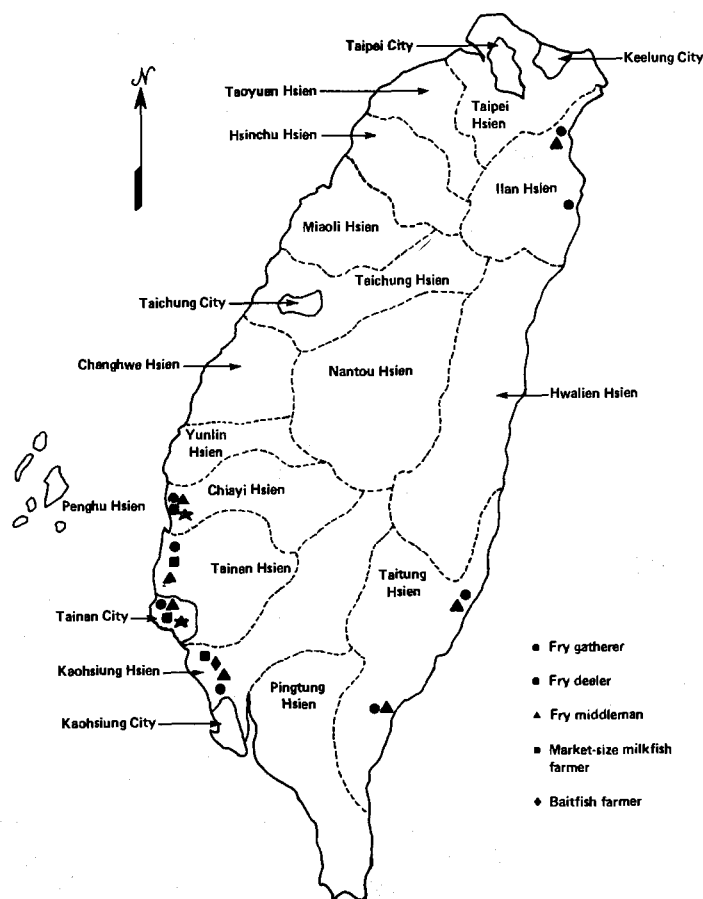 Taipei City
Keelung City
N
Taoyuan Hsien
Taipei
Hsien
Hsinchu Hsien
Ilan Hsien
Miaoli Hsien
Taichung Hsien
Taichung City
Changhwe Hsien
Nantou Hsien
Hwalien Hsien
Yunlin
Hsien
Chiayi Hsien
Penghu Hsien
Tainan Hsien
Taitung
Hsien
Tainan City
Kaohsiung Hsien
Pingtung
Hsien
Kaohsiung City
Fry gatherer
Fry dealer
Fry middleman
Market-size milkfish
farmer
Baitfish farmer